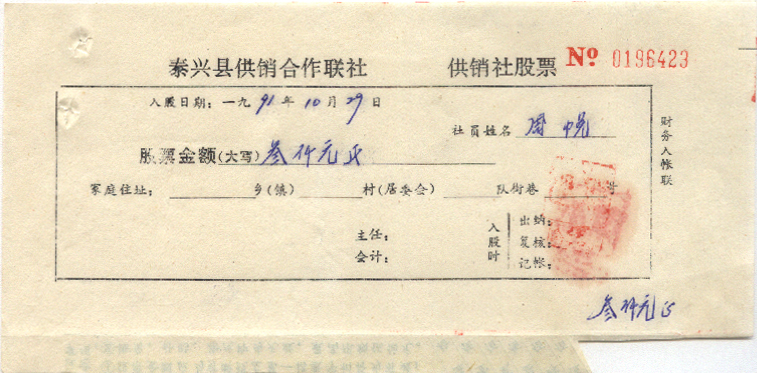 泰兴县供销合作联社 供销社股票 № 0196423
入股日期：一九91年10月29日
社员姓名 周
股票金额(大写) 叁仟元正
家庭住址： 乡(镇) 村(居委会) 队街巷 号
主任：
会计：
入股时
出纳：
复核：
记帐：
财务入帐联
叁仟元正